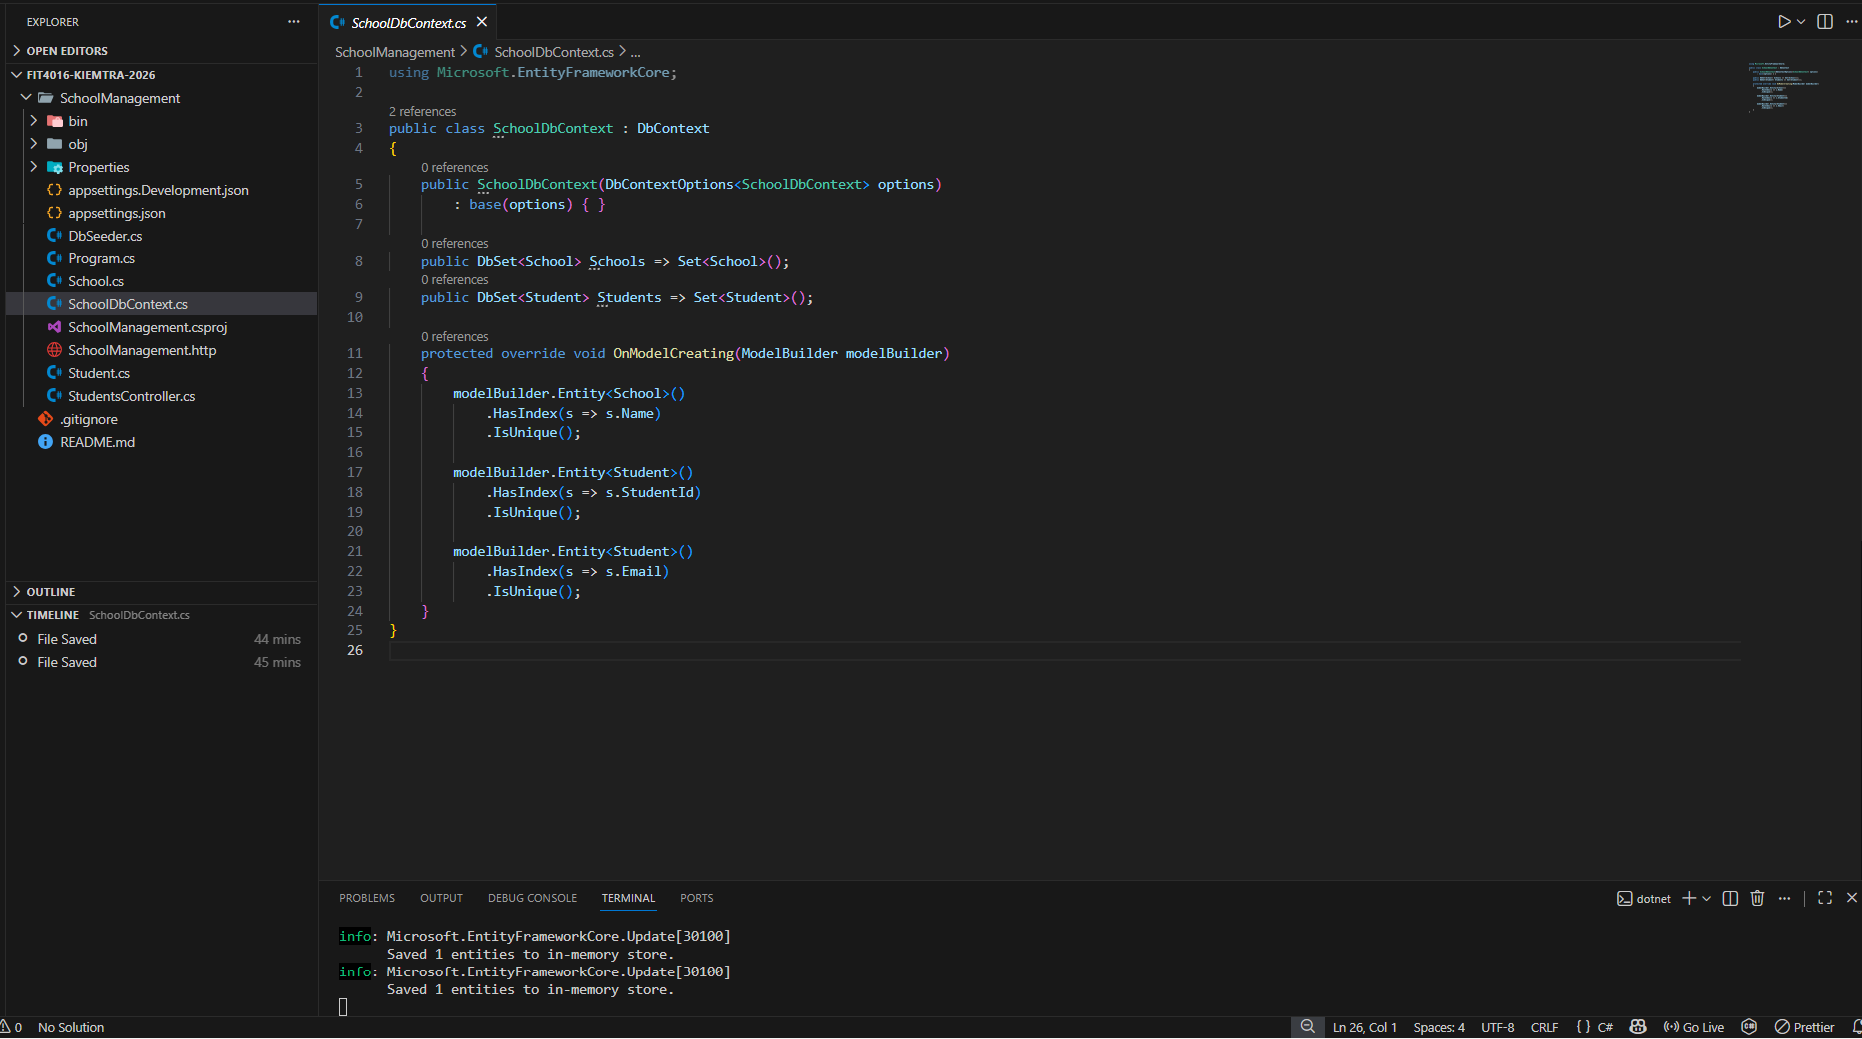 EXPLORER
OPEN EDITORS
FIT4016-KIEMTRA-2026
SchoolManagement
bin
obj
Properties
appsettings.Development.json
appsettings.json
DbSeeder.cs
Program.cs
School.cs
SchoolDbContext.cs
SchoolManagement.csproj
SchoolManagement.http
Student.cs
StudentsController.cs
.gitignore
README.md
OUTLINE
TIMELINE SchoolDbContext.cs
File Saved 44 mins
File Saved 45 mins
SchoolDbContext.cs
SchoolManagement > SchoolDbContext.cs > ...
1 using Microsoft.EntityFrameworkCore;
2
2 references
3 public class SchoolDbContext : DbContext
4 {
0 references
5 public SchoolDbContext(DbContextOptions<SchoolDbContext> options)
6 : base(options) { }
7
0 references
8 public DbSet<School> Schools => Set<School>();
0 references
9 public DbSet<Student> Students => Set<Student>();
10
0 references
11 protected override void OnModelCreating(ModelBuilder modelBuilder)
12 {
13 modelBuilder.Entity<School>()
14 .HasIndex(s => s.Name)
15 .IsUnique();
16
17 modelBuilder.Entity<Student>()
18 .HasIndex(s => s.StudentId)
19 .IsUnique();
20
21 modelBuilder.Entity<Student>()
22 .HasIndex(s => s.Email)
23 .IsUnique();
24 }
25 }
26
PROBLEMS OUTPUT DEBUG CONSOLE TERMINAL PORTS
dotnet
info: Microsoft.EntityFrameworkCore.Update[30100]
Saved 1 entities to in-memory store.
info: Microsoft.EntityFrameworkCore.Update[30100]
Saved 1 entities to in-memory store.
0 No Solution
Ln 26, Col 1 Spaces: 4 UTF-8 CRLF { } C# Go Live Prettier